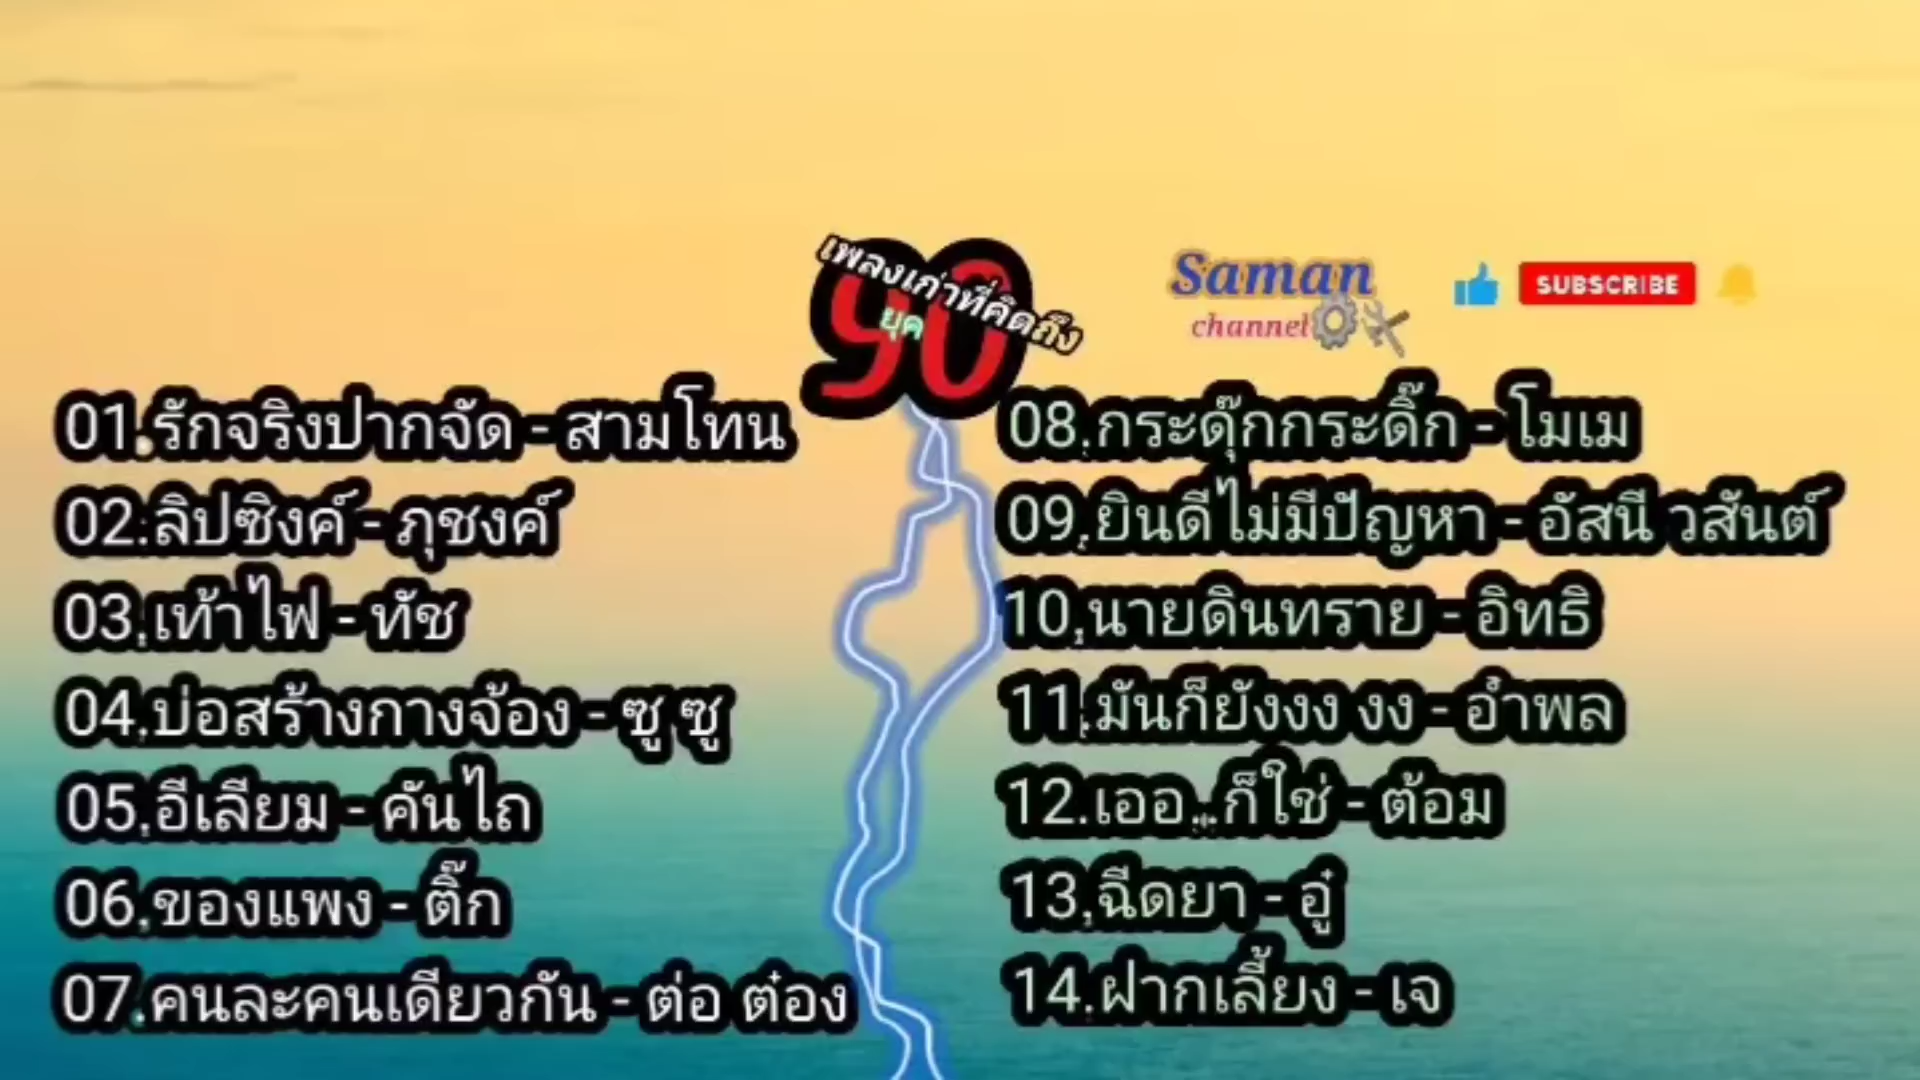 เพลงเก่าที่คิดถึง
ยุค
90
Saman
channel
SUBSCRIBE
01.รักจริงปากจัด - สามโทน
02.ลิปซิงค์ - ภุชงค์
03.เท้าไฟ - ทัช
04.บ่อสร้างกางจ้อง - ซู ซู
05.อีเลียม - คันไถ
06.ของแพง - ติ๊ก
07.คนละคนเดียวกัน - ต่อ ต๋อง
08.กระดุ๊กกระดิ๊ก - โมเม
09.ยินดีไม่มีปัญหา - อัสนี วสันต์
10.นายดินทราย - อิทธิ
11.มันก็ยังงง งง - อำพล
12.เออ..ก็ใช่ - ต้อม
13.ฉีดยา - อู๋
14.ฝากเลี้ยง - เจ